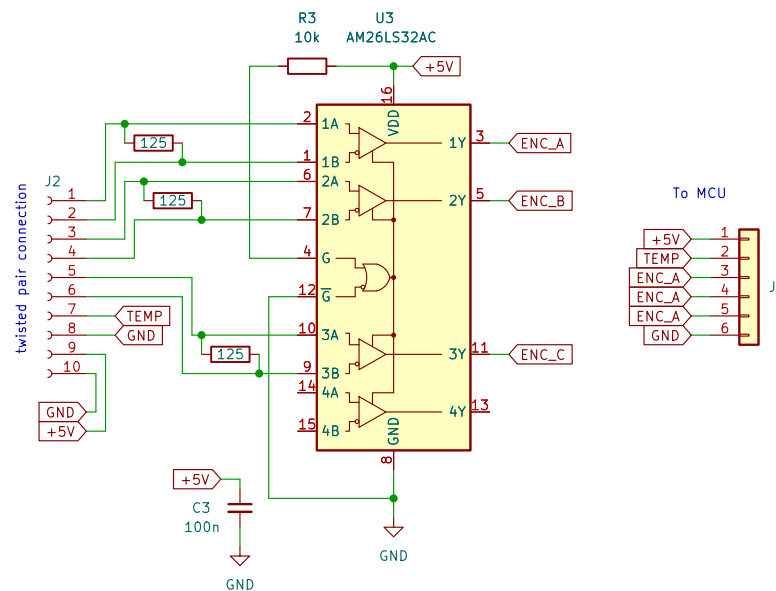 R3
10k
U3
AM26LS32AC
+5V
16
VDD
2
1A
125
1
1B
1Y
3
ENC_A
6
2A
125
7
2B
2Y
5
ENC_B
4
G
12
G
10
3A
125
9
3B
3Y
11
ENC_C
14
4A
15
4B
4Y
13
GND
8
GND
J2
twisted pair connection
1
2
3
4
5
6
7
TEMP
8
GND
9
10
GND
+5V
+5V
C3
100n
GND
To MCU
+5V
1
TEMP
2
ENC_A
3
ENC_A
4
ENC_A
5
GND
6
J